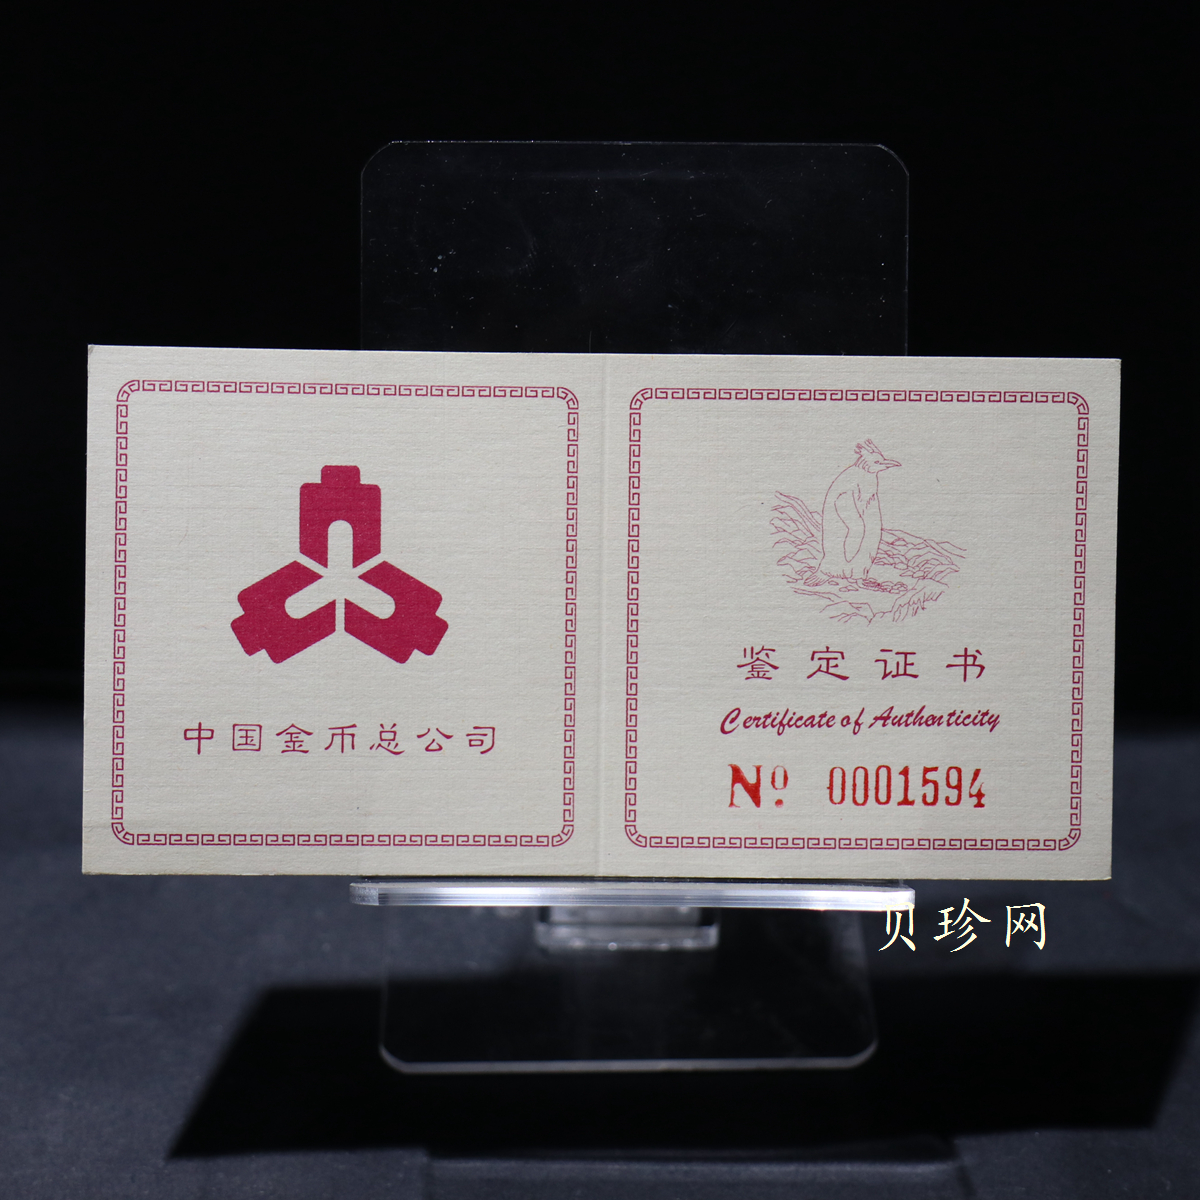 中国金币总公司
鉴定证书
Certificate of Authenticity
Nº 0001594
贝珍网